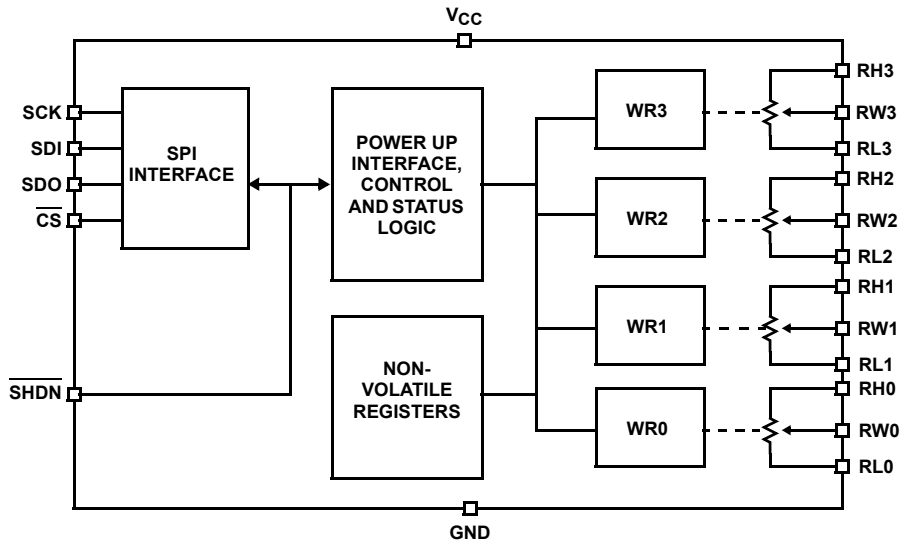 VCC
SCK
SDI
SDO
CS
SHDN
SPI
INTERFACE
POWER UP
INTERFACE,
CONTROL
AND STATUS
LOGIC
NON-
VOLATILE
REGISTERS
WR3
WR2
WR1
WR0
RH3
RW3
RL3
RH2
RW2
RL2
RH1
RW1
RL1
RH0
RW0
RL0
GND